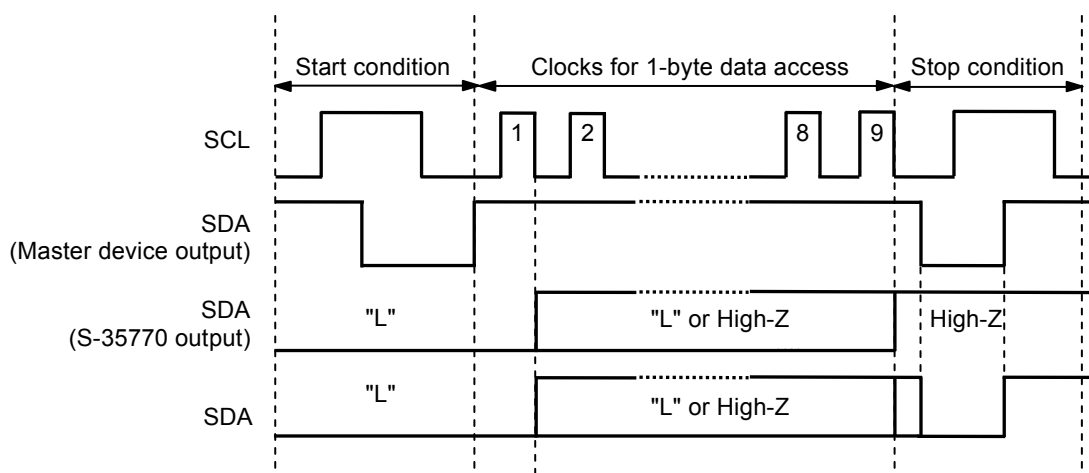 Start condition
Clocks for 1-byte data access
Stop condition
SCL
1
2
8
9
SDA
(Master device output)
SDA
(S-35770 output)
"L"
"L" or High-Z
High-Z
SDA
"L"
"L" or High-Z